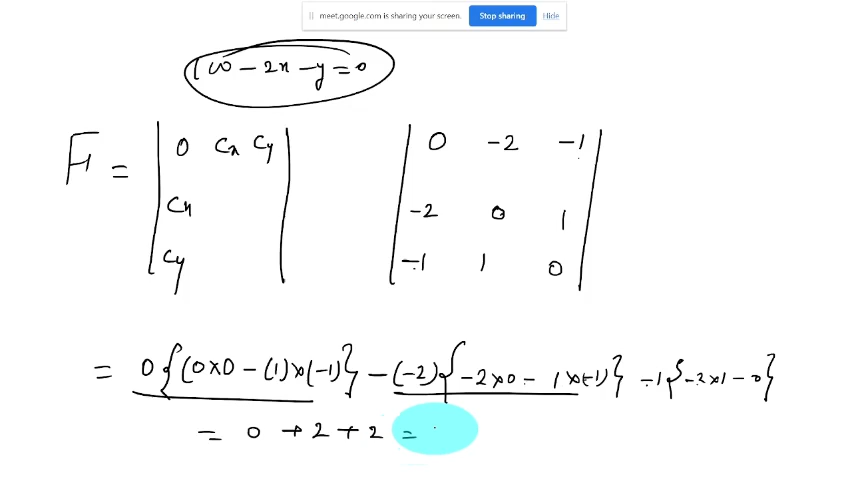 meet.google.com is sharing your screen. Stop sharing Hide
100 - 2x - y = 0
H = | 0 Cx Cy | | 0 -2 -1 |
Cx -2 0 1
Cy -1 1 0
= 0 {(0×0 - (1)×(-1)} - (-2) {-2×0 - 1×(-1)} -1 {-2×1 - 0}
= 0 + 2 + 2 =